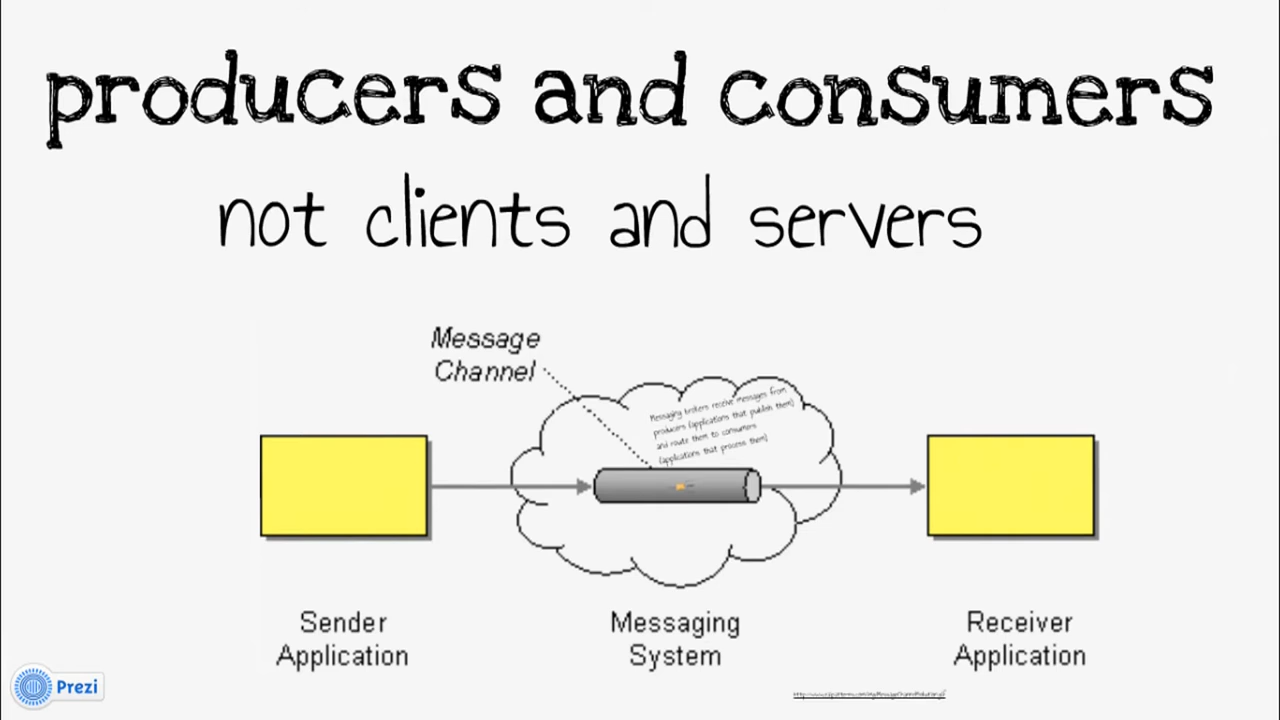 producers and consumers
not clients and servers
Message
Channel
Messaging brokers receive messages from
producers (applications that publish them)
and route them to consumers
(applications that process them)
Sender
Application
Messaging
System
Receiver
Application
Prezi